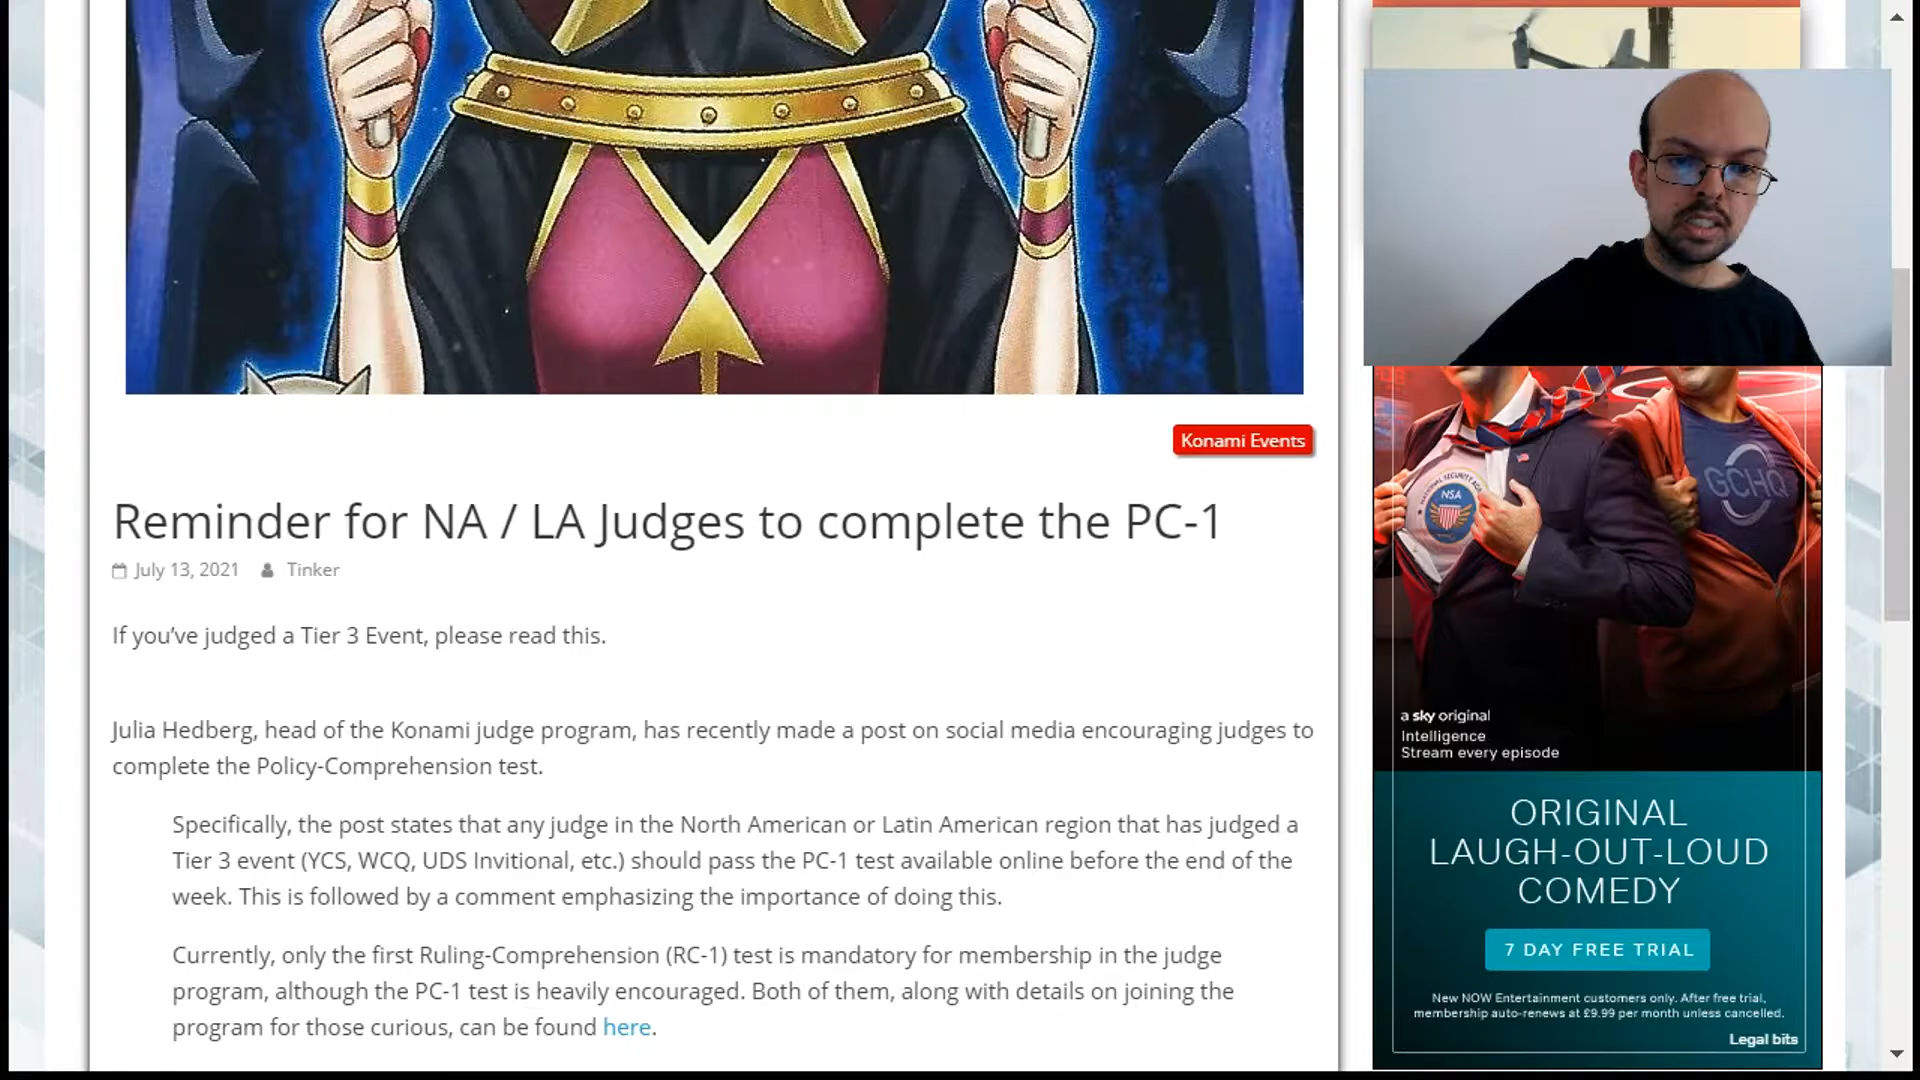 Konami Events
Reminder for NA / LA Judges to complete the PC-1
July 13, 2021 Tinker
If you’ve judged a Tier 3 Event, please read this.
Julia Hedberg, head of the Konami judge program, has recently made a post on social media encouraging judges to
complete the Policy-Comprehension test.
Specifically, the post states that any judge in the North American or Latin American region that has judged a
Tier 3 event (YCS, WCQ, UDS Invitional, etc.) should pass the PC-1 test available online before the end of the
week. This is followed by a comment emphasizing the importance of doing this.
Currently, only the first Ruling-Comprehension (RC-1) test is mandatory for membership in the judge
program, although the PC-1 test is heavily encouraged. Both of them, along with details on joining the
program for those curious, can be found here.
NSA
GCHQ
a sky original
Intelligence
Stream every episode
ORIGINAL
LAUGH-OUT-LOUD
COMEDY
7 DAY FREE TRIAL
New NOW Entertainment customers only. After free trial,
membership auto-renews at £9.99 per month unless cancelled.
Legal bits